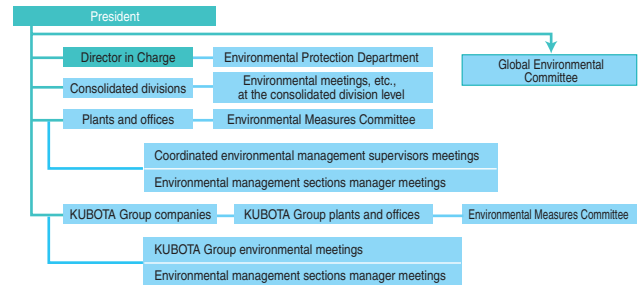 President
Director in Charge
Environmental Protection Department
Global Environmental
Committee
Consolidated divisions
Environmental meetings, etc.,
at the consolidated division level
Plants and offices
Environmental Measures Committee
Coordinated environmental management supervisors meetings
Environmental management sections manager meetings
KUBOTA Group companies
KUBOTA Group plants and offices
Environmental Measures Committee
KUBOTA Group environmental meetings
Environmental management sections manager meetings